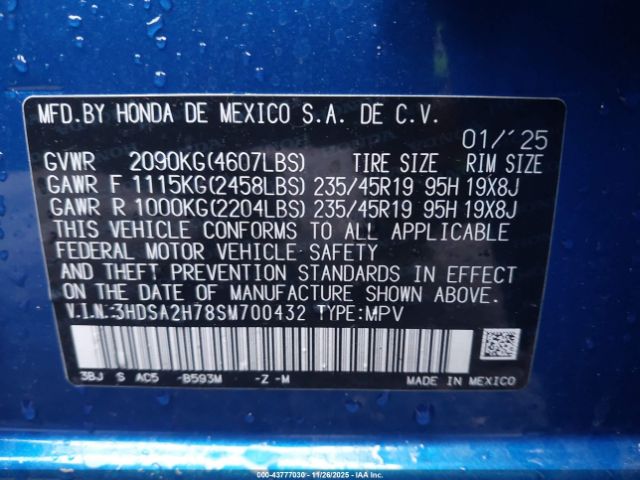 MFD.BY HONDA DE MEXICO S.A. DE C.V.
01/'25
GVWR 2090KG(4607LBS) TIRE SIZE RIM SIZE
GAWR F 1115KG(2458LBS) 235/45R19 95H 19X8J
GAWR R 1000KG(2204LBS) 235/45R19 95H 19X8J
THIS VEHICLE CONFORMS TO ALL APPLICABLE
FEDERAL MOTOR VEHICLE SAFETY
AND THEFT PREVENTION STANDARDS IN EFFECT
ON THE DATE OF MANUFACTURE SHOWN ABOVE.
V.I.N.:3HDSA2H78SM700432 TYPE:MPV
3BJ S AC5 -B593M -Z -M MADE IN MEXICO
000-43777030 - 11/26/2025 - IAA, Inc.